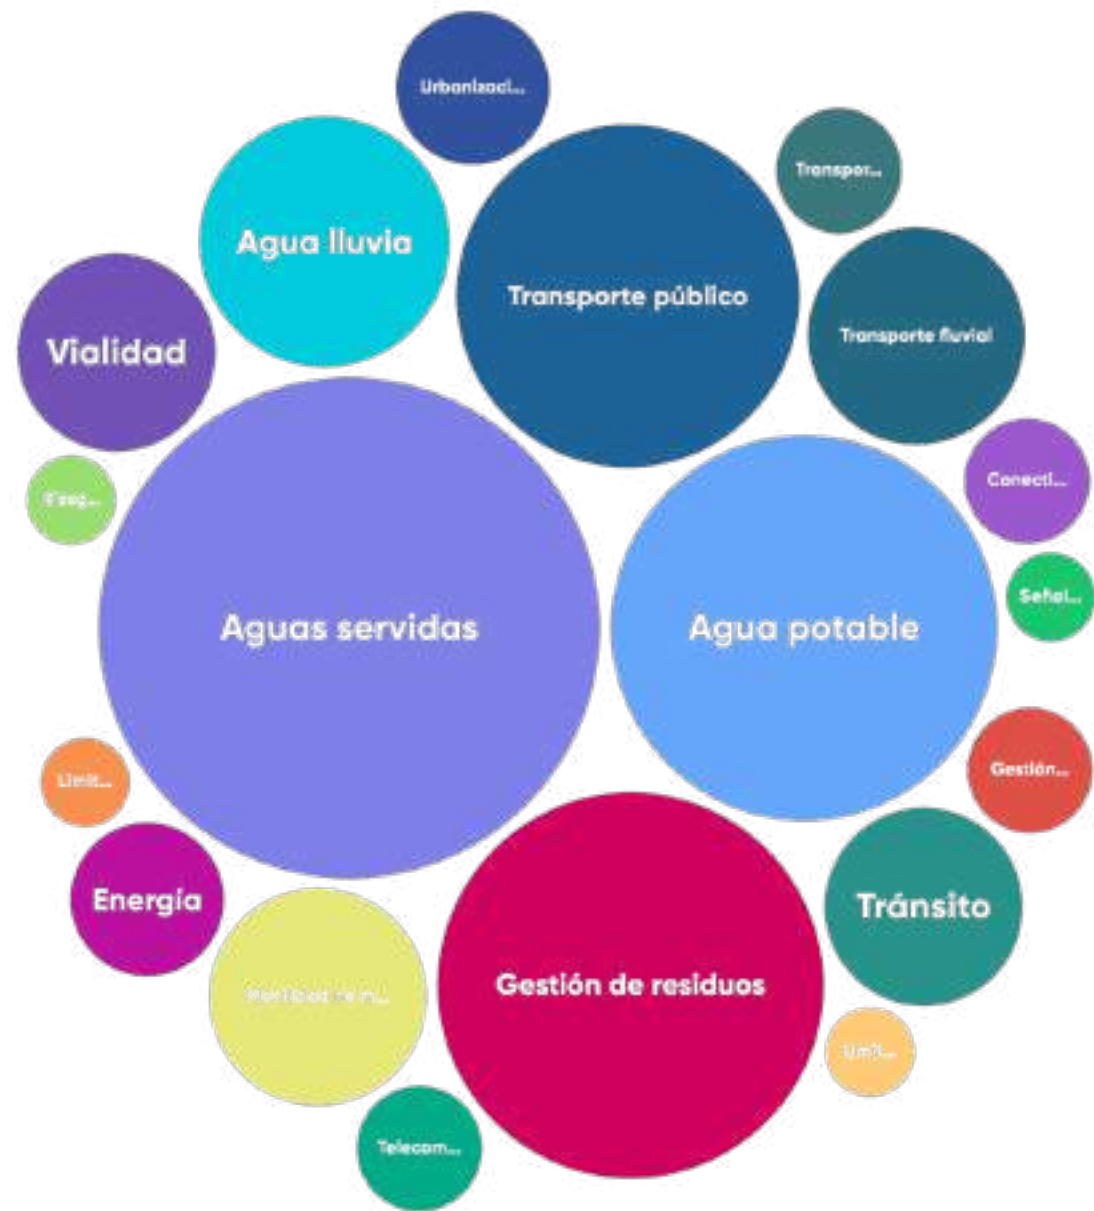 Urbanizaci...
Transpor...
Agua lluvia
Transporte público
Transporte fluvial
Vialidad
Conecti...
Señal...
Aguas servidas
Agua potable
Gestión...
Limit...
Energía
Tránsito
Gestión de residuos
Telecom...